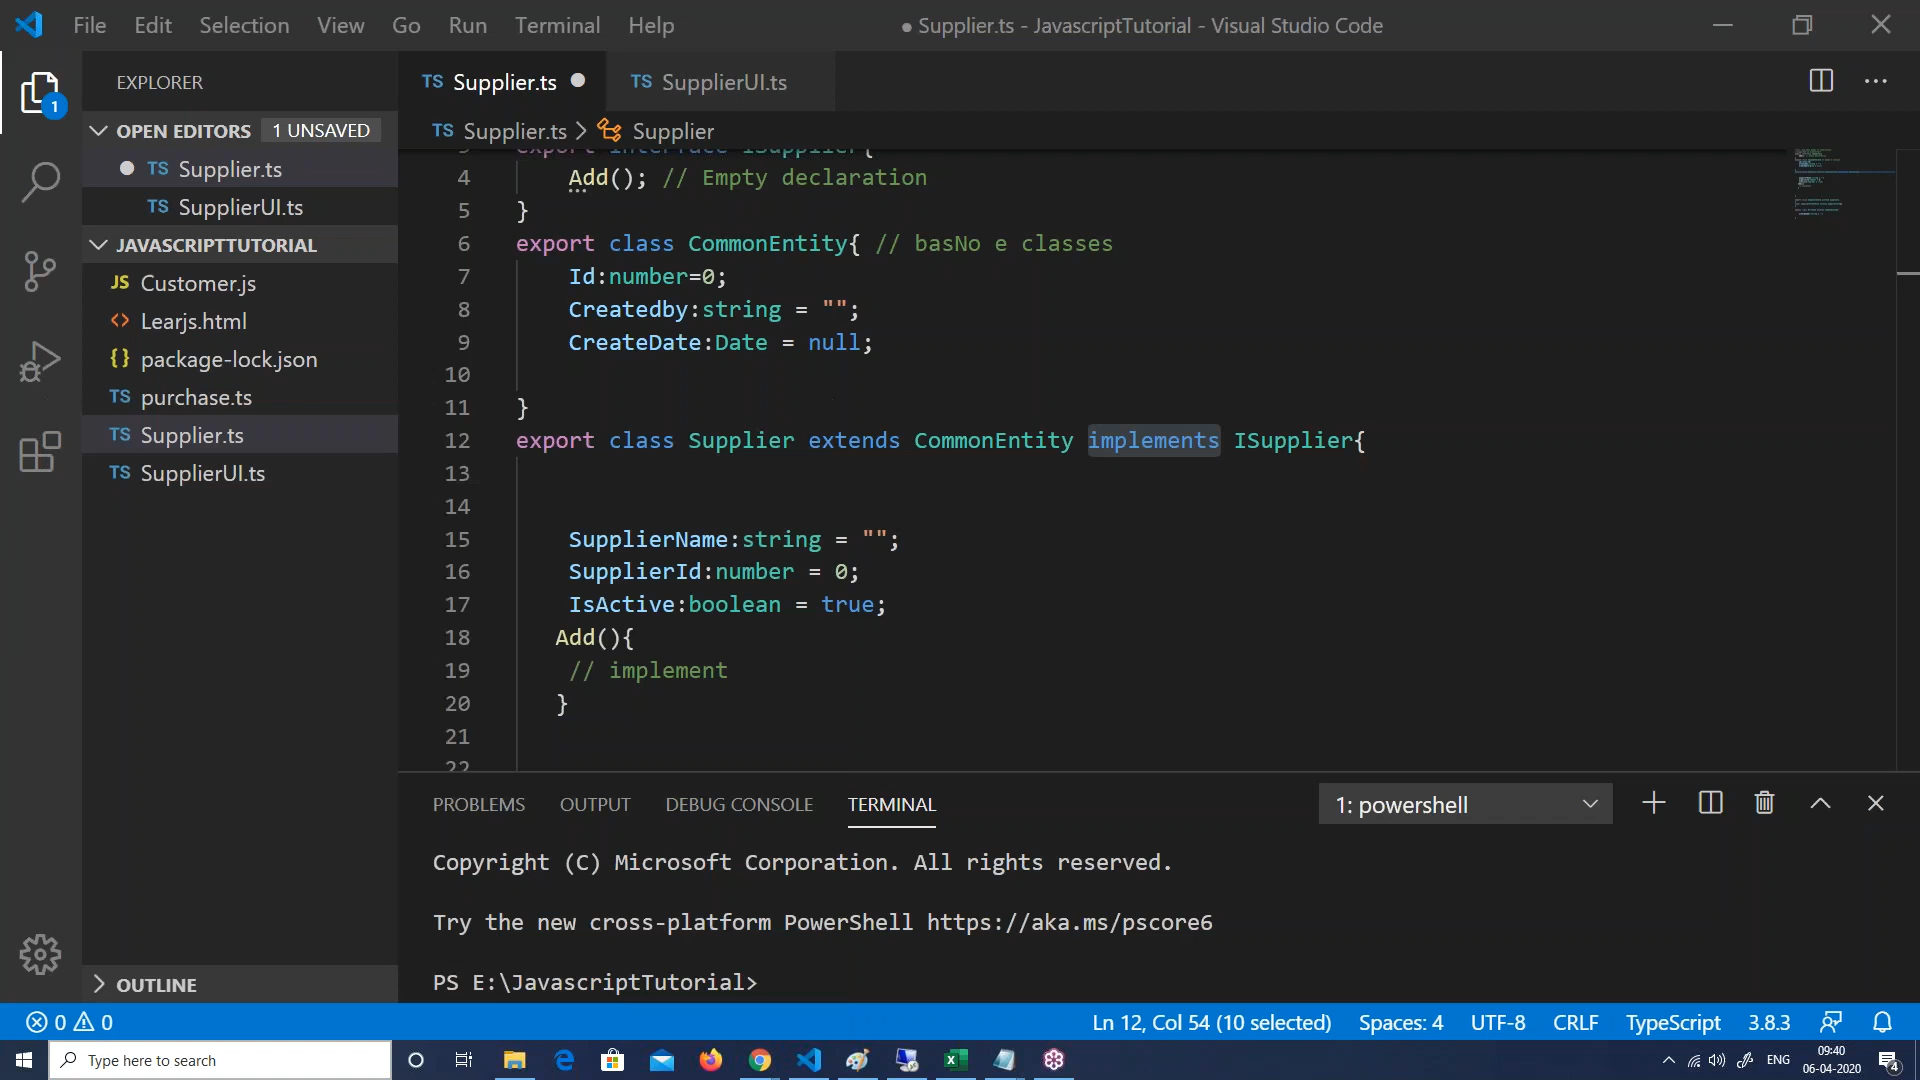 File Edit Selection View Go Run Terminal Help
● Supplier.ts - JavascriptTutorial - Visual Studio Code
EXPLORER
OPEN EDITORS 1 UNSAVED
TS Supplier.ts
TS SupplierUI.ts
JAVASCRIPTTUTORIAL
JS Customer.js
<> Learjs.html
{} package-lock.json
TS purchase.ts
TS Supplier.ts
TS SupplierUI.ts
OUTLINE
1
TS Supplier.ts ● TS SupplierUI.ts
TS Supplier.ts > Supplier
3 export interface ISupplier{
4 Add(); // Empty declaration
5 }
6 export class CommonEntity{ // basNo e classes
7 Id:number=0;
8 Createdby:string = "";
9 CreateDate:Date = null;
10
11 }
12 export class Supplier extends CommonEntity implements ISupplier{
13
14
15 SupplierName:string = "";
16 SupplierId:number = 0;
17 IsActive:boolean = true;
18 Add(){
19 // implement
20 }
21
22
PROBLEMS OUTPUT DEBUG CONSOLE TERMINAL 1: powershell
Copyright (C) Microsoft Corporation. All rights reserved.
Try the new cross-platform PowerShell https://aka.ms/pscore6
PS E:\JavascriptTutorial>
0 0 Ln 12, Col 54 (10 selected) Spaces: 4 UTF-8 CRLF TypeScript 3.8.3
Type here to search
ENG
09:40
06-04-2020
4